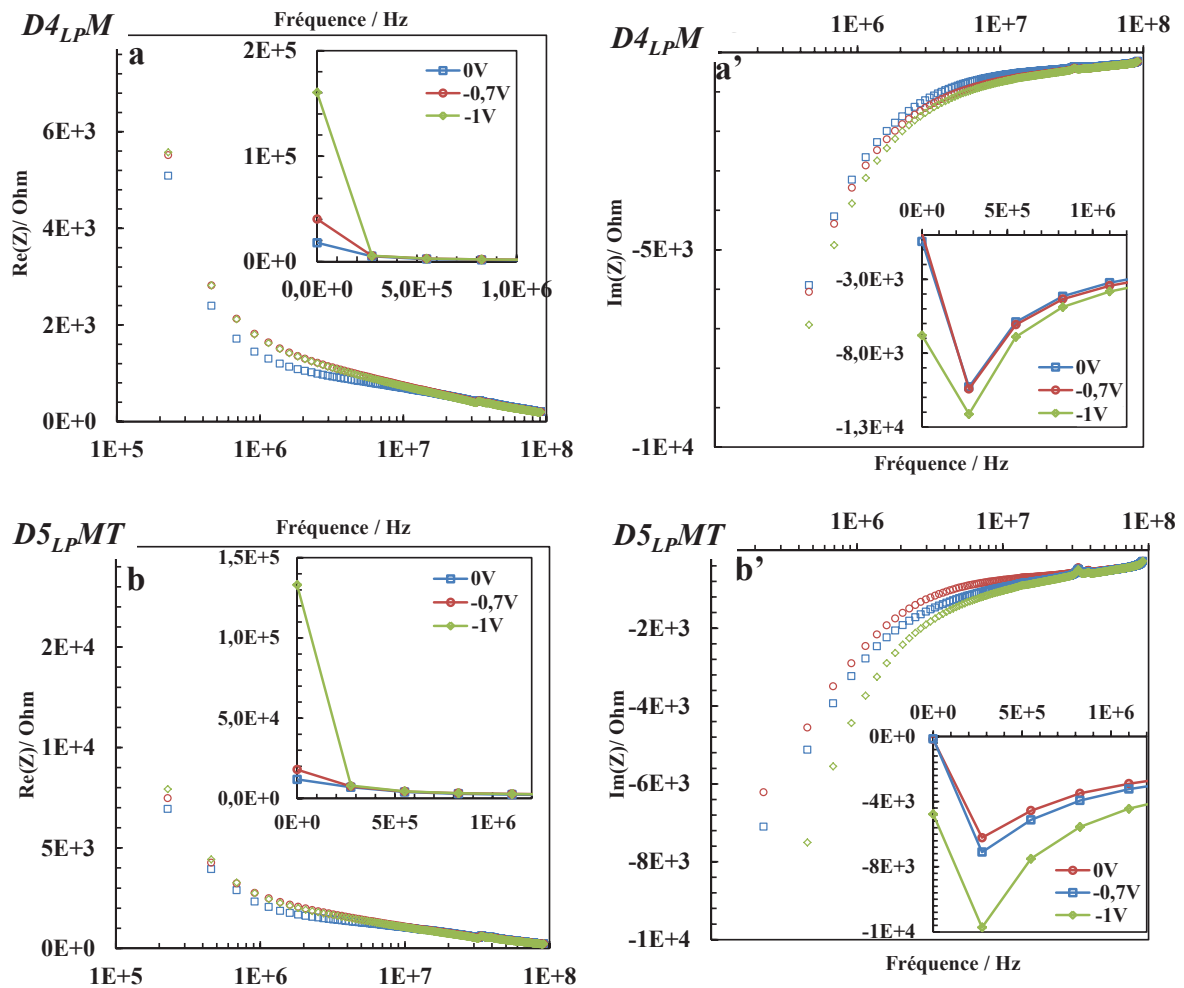 D4LPM
Fréquence / Hz
a
Re(Z)/ Ohm
6E+3
4E+3
2E+3
0E+0
1E+5
1E+6
1E+7
1E+8
2E+5
1E+5
0E+0
0,0E+0
5,0E+5
1,0E+6
0V
-0,7V
-1V
D4LPM
1E+6
1E+7
1E+8
a'
Im(Z)/ Ohm
-5E+3
-1E+4
Fréquence / Hz
0E+0
5E+5
1E+6
-3,0E+3
-8,0E+3
-1,3E+4
0V
-0,7V
-1V
D5LPMT
Fréquence / Hz
b
Re(Z)/ Ohm
2E+4
1E+4
5E+3
0E+0
1E+5
1E+6
1E+7
1E+8
1,5E+5
1,0E+5
5,0E+4
0,0E+0
0E+0
5E+5
1E+6
0V
-0,7V
-1V
D5LPMT
1E+6
1E+7
1E+8
b'
Im(Z)/ Ohm
-2E+3
-4E+3
-6E+3
-8E+3
-1E+4
Fréquence / Hz
0E+0
5E+5
1E+6
0E+0
-4E+3
-8E+3
-1E+4
0V
-0,7V
-1V